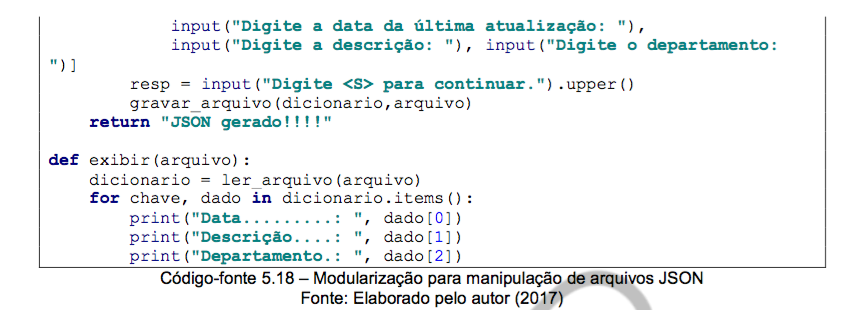 input("Digite a data da última atualização: "),
input("Digite a descrição: "), input("Digite o departamento:
")]
resp = input("Digite <S> para continuar.").upper()
gravar_arquivo(dicionario,arquivo)
return "JSON gerado!!!!"
def exibir(arquivo):
dicionario = ler_arquivo(arquivo)
for chave, dado in dicionario.items():
print("Data.........: ", dado[0])
print("Descrição....: ", dado[1])
print("Departamento.: ", dado[2])
Código-fonte 5.18 – Modularização para manipulação de arquivos JSON
Fonte: Elaborado pelo autor (2017)